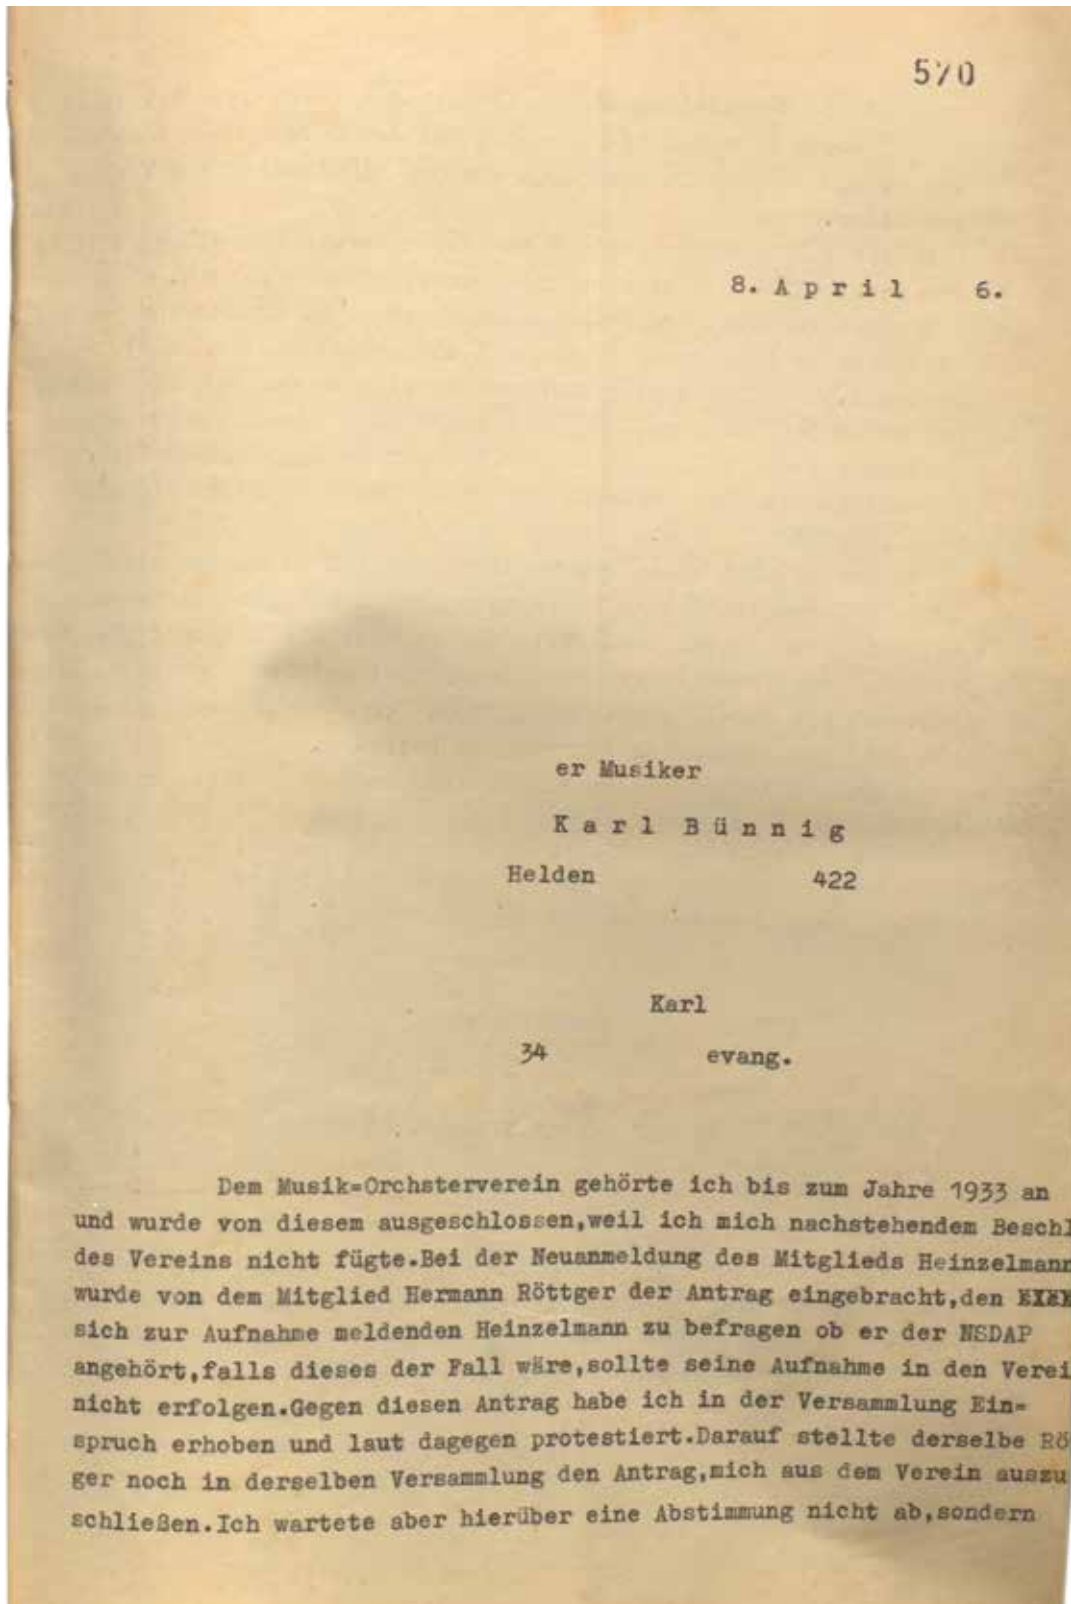 570
8. A p r i l 6.
er Musiker
K a r l B ü n n i g
Helden 422
Karl
34 evang.
Dem Musik=Orchsterverein gehörte ich bis zum Jahre 1933 an
und wurde von diesem ausgeschlossen,weil ich mich nachstehendem Beschl
des Vereins nicht fügte.Bei der Neuanmeldung des Mitglieds Heinzelmann
wurde von dem Mitglied Hermann Röttger der Antrag eingebracht,den
sich zur Aufnahme meldenden Heinzelmann zu befragen ob er der NSDAP
angehört,falls dieses der Fall wäre,sollte seine Aufnahme in den Verei
nicht erfolgen.Gegen diesen Antrag habe ich in der Versammlung Ein=
spruch erhoben und laut dagegen protestiert.Darauf stellte derselbe Rö
ger noch in derselben Versammlung den Antrag,mich aus dem Verein auszu
schließen.Ich wartete aber hierüber eine Abstimmung nicht ab,sondern